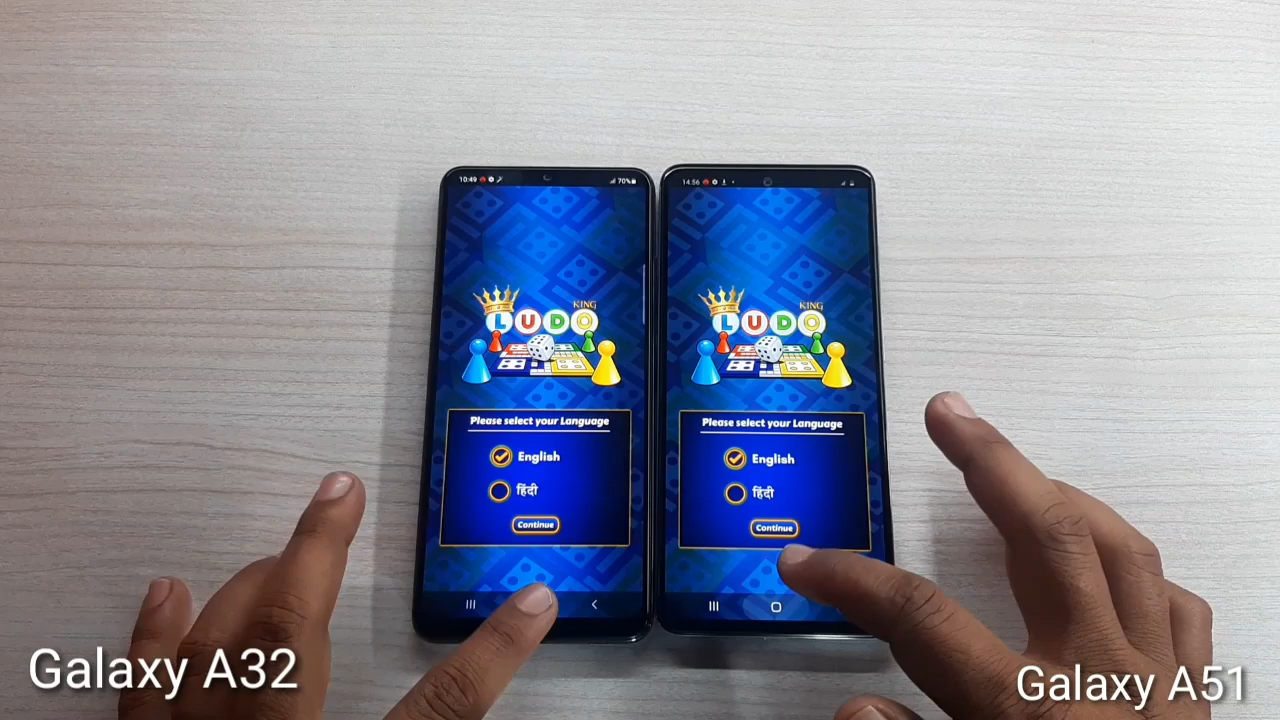 10:49
70%
14:56
KING
LUDO
KING
LUDO
Please select your Language
English
हिंदी
Continue
Please select your Language
English
हिंदी
Continue
Galaxy A32
Galaxy A51